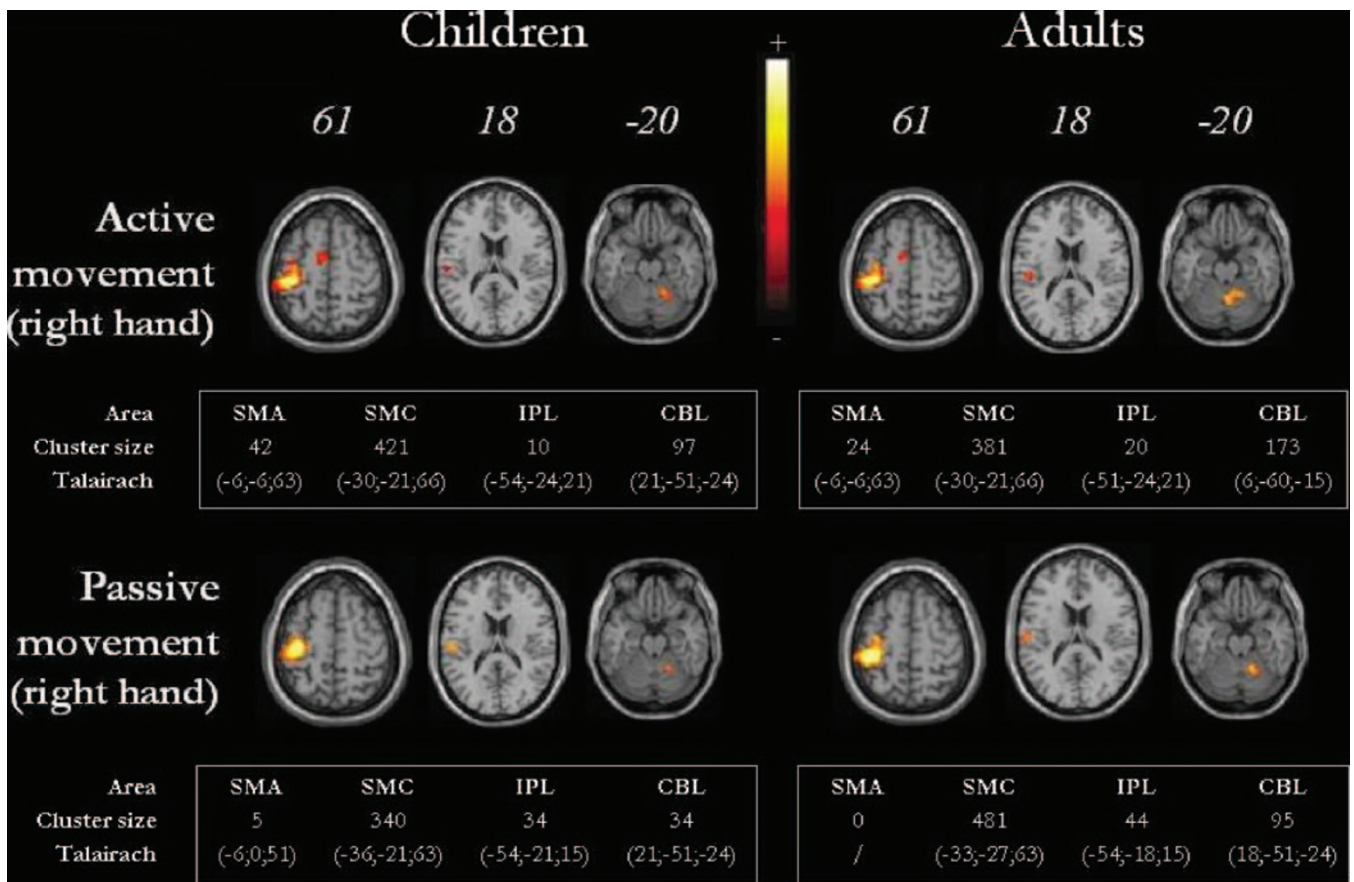 Children Adults
+
61 18 -20 61 18 -20
Active
movement
(right hand)
-
Area SMA SMC IPL CBL SMA SMC IPL CBL
Cluster size 42 421 10 97 24 381 20 173
Talairach (-6;-6;63) (-30;-21;66) (-54;-24;21) (21;-51;-24) (-6;-6;63) (-30;-21;66) (-51;-24;21) (6;-60;-15)
Passive
movement
(right hand)
Area SMA SMC IPL CBL SMA SMC IPL CBL
Cluster size 5 340 34 34 0 481 44 95
Talairach (-6;0;51) (-36;-21;63) (-54;-21;15) (21;-51;-24) / (-33;-27;63) (-54;-18;15) (18;-51;-24)